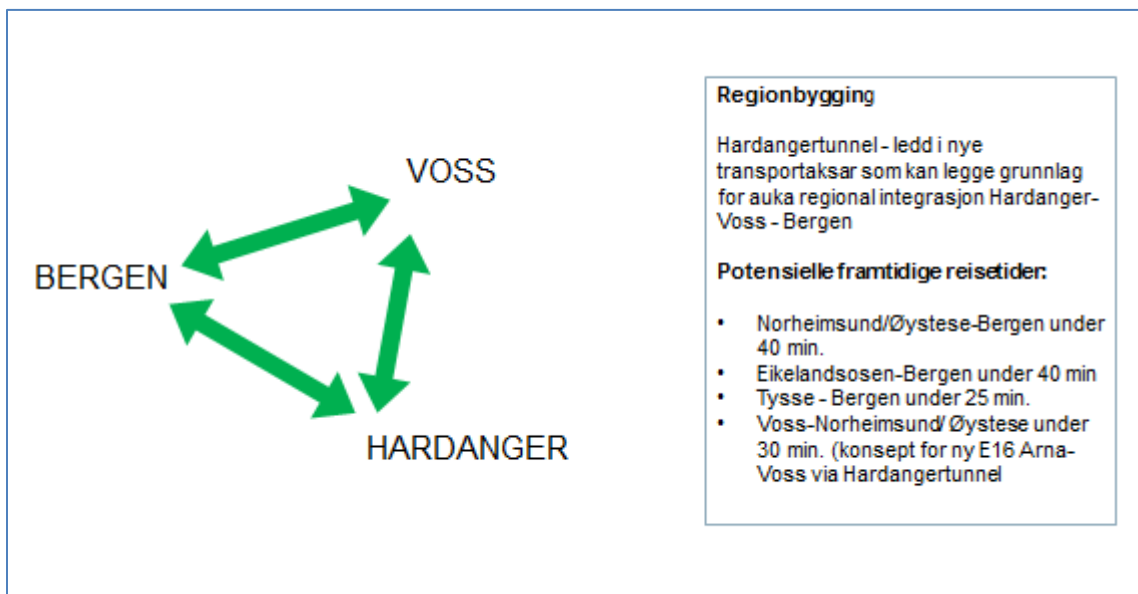 VOSS
BERGEN
HARDANGER
Regionbygging
Hardangertunnel - ledd i nye
transportaksar som kan legge grunnlag
for auka regional integrasjon Hardanger-
Voss - Bergen
Potensielle framtidige reisetider:
• Norheimsund/Øystese-Bergen under
40 min.
• Eikelandsosen-Bergen under 40 min
• Tysse - Bergen under 25 min.
• Voss-Norheimsund/ Øystese under
30 min. (konsept for ny E16 Arna-
Voss via Hardangertunnel